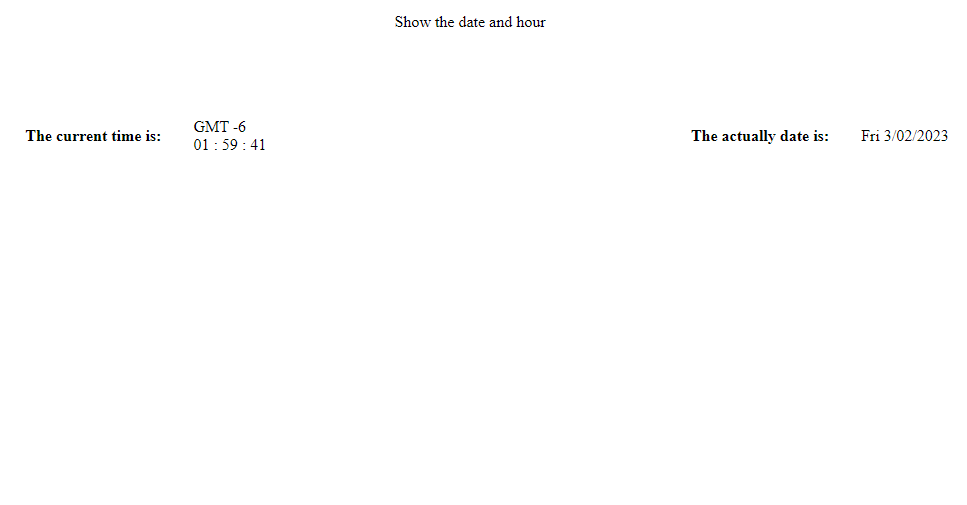 Show the date and hour
The current time is:
GMT -6
01 : 59 : 41
The actually date is:
Fri 3/02/2023